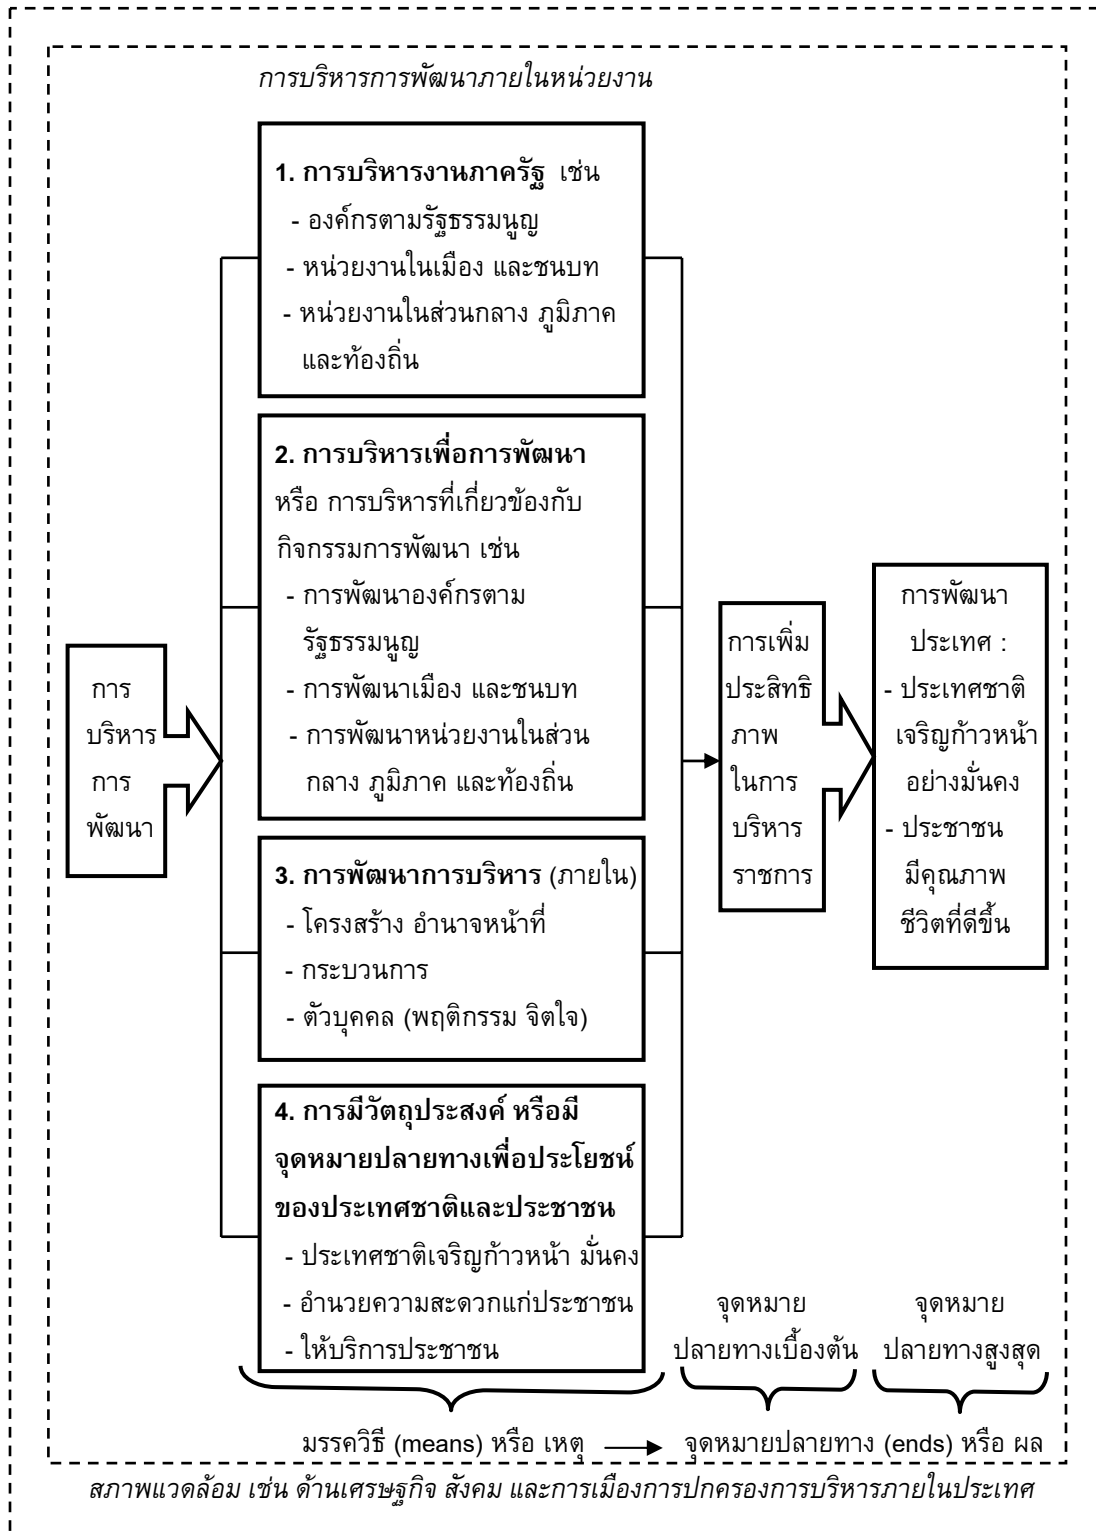 การบริหารการพัฒนาภายในหน่วยงาน
1. การบริหารงานภาครัฐ เช่น
- องค์กรตามรัฐธรรมนูญ
- หน่วยงานในเมือง และชนบท
- หน่วยงานในส่วนกลาง ภูมิภาค
และท้องถิ่น
2. การบริหารเพื่อการพัฒนา
หรือ การบริหารที่เกี่ยวข้องกับ
กิจกรรมการพัฒนา เช่น
- การพัฒนาองค์กรตาม
รัฐธรรมนูญ
- การพัฒนาเมือง และชนบท
- การพัฒนาหน่วยงานในส่วน
กลาง ภูมิภาค และท้องถิ่น
3. การพัฒนาการบริหาร (ภายใน)
- โครงสร้าง อำนาจหน้าที่
- กระบวนการ
- ตัวบุคคล (พฤติกรรม จิตใจ)
4. การมีวัตถุประสงค์ หรือมี
จุดหมายปลายทางเพื่อประโยชน์
ของประเทศชาติและประชาชน
- ประเทศชาติเจริญก้าวหน้า มั่นคง
- อำนวยความสะดวกแก่ประชาชน
- ให้บริการประชาชน
การ
บริหาร
การ
พัฒนา
การเพิ่ม
ประสิทธิ
ภาพ
ในการ
บริหาร
ราชการ
การพัฒนา
ประเทศ :
- ประเทศชาติ
เจริญก้าวหน้า
อย่างมั่นคง
- ประชาชน
มีคุณภาพ
ชีวิตที่ดีขึ้น
จุดหมาย
ปลายทางเบื้องต้น
จุดหมาย
ปลายทางสูงสุด
มรรควิธี (means) หรือ เหตุ
จุดหมายปลายทาง (ends) หรือ ผล
สภาพแวดล้อม เช่น ด้านเศรษฐกิจ สังคม และการเมืองการปกครองการบริหารภายในประเทศ